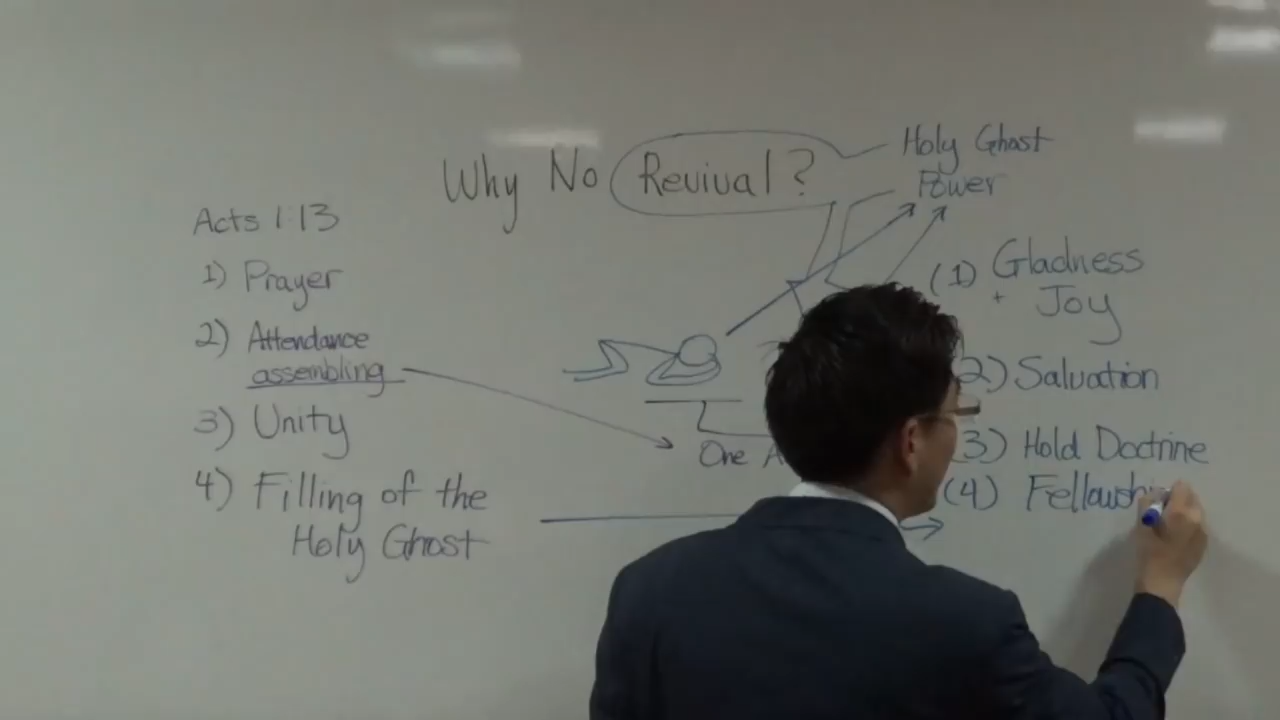 Why No Revival?
Holy Ghost
Power
Acts 1:13
1) Prayer
2) Attendance
assembling
3) Unity
4) Filling of the
Holy Ghost
One
(1) Gladness
+ Joy
2) Salvation
3) Hold Doctrine
(4) Fellowsh